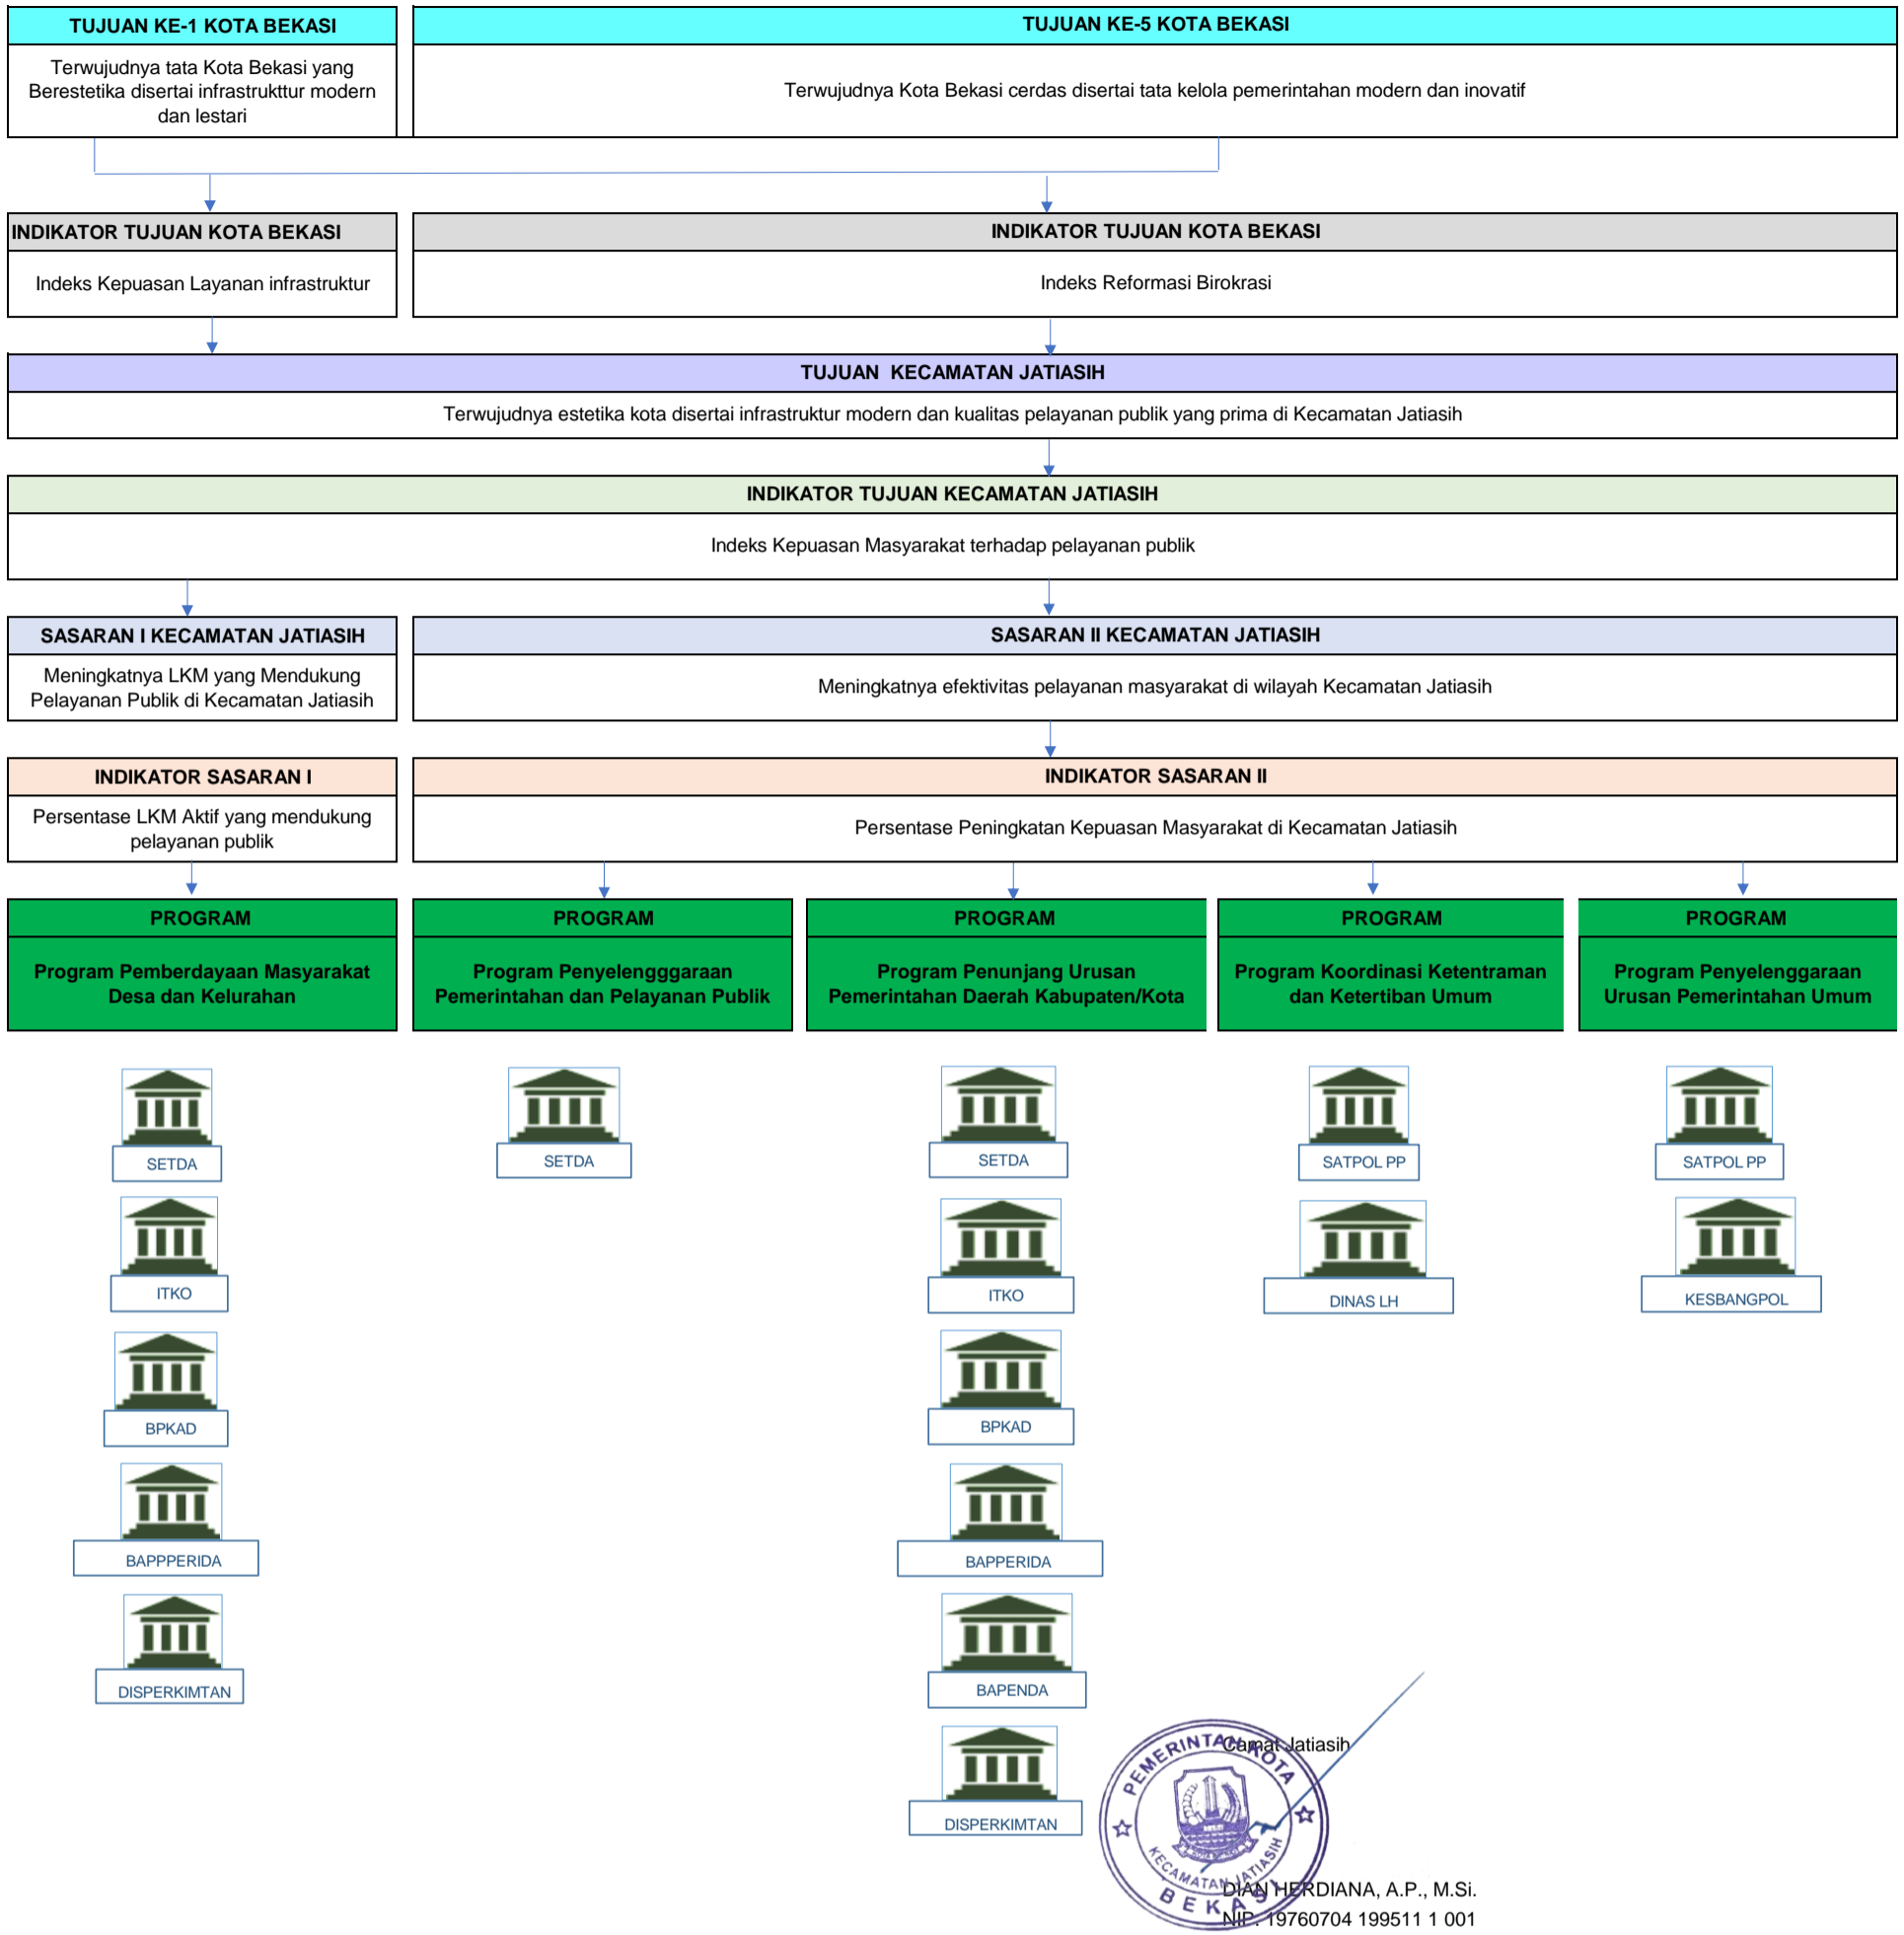 TUJUAN KE-1 KOTA BEKASI
Terwujudnya tata Kota Bekasi yang
Berestetika disertai infrastrukttur modern
dan lestari
TUJUAN KE-5 KOTA BEKASI
Terwujudnya Kota Bekasi cerdas disertai tata kelola pemerintahan modern dan inovatif
INDIKATOR TUJUAN KOTA BEKASI
Indeks Kepuasan Layanan infrastruktur
INDIKATOR TUJUAN KOTA BEKASI
Indeks Reformasi Birokrasi
TUJUAN KECAMATAN JATIASIH
Terwujudnya estetika kota disertai infrastruktur modern dan kualitas pelayanan publik yang prima di Kecamatan Jatiasih
INDIKATOR TUJUAN KECAMATAN JATIASIH
Indeks Kepuasan Masyarakat terhadap pelayanan publik
SASARAN I KECAMATAN JATIASIH
Meningkatnya LKM yang Mendukung
Pelayanan Publik di Kecamatan Jatiasih
SASARAN II KECAMATAN JATIASIH
Meningkatnya efektivitas pelayanan masyarakat di wilayah Kecamatan Jatiasih
INDIKATOR SASARAN I
Persentase LKM Aktif yang mendukung
pelayanan publik
INDIKATOR SASARAN II
Persentase Peningkatan Kepuasan Masyarakat di Kecamatan Jatiasih
PROGRAM
Program Pemberdayaan Masyarakat
Desa dan Kelurahan
PROGRAM
Program Penyelengggaraan
Pemerintahan dan Pelayanan Publik
PROGRAM
Program Penunjang Urusan
Pemerintahan Daerah Kabupaten/Kota
PROGRAM
Program Koordinasi Ketentraman
dan Ketertiban Umum
PROGRAM
Program Penyelenggaraan
Urusan Pemerintahan Umum
SETDA
ITKO
BPKAD
BAPPPERIDA
DISPERKIMTAN
SETDA
SETDA
ITKO
BPKAD
BAPPERIDA
BAPENDA
DISPERKIMTAN
SATPOL PP
DINAS LH
SATPOL PP
KESBANGPOL
Camat Jatiasih
PEMERINTAH KOTA
KECAMATAN JATIASIH
BEKASI
DIAN HERDIANA, A.P., M.Si.
NIP. 19760704 199511 1 001